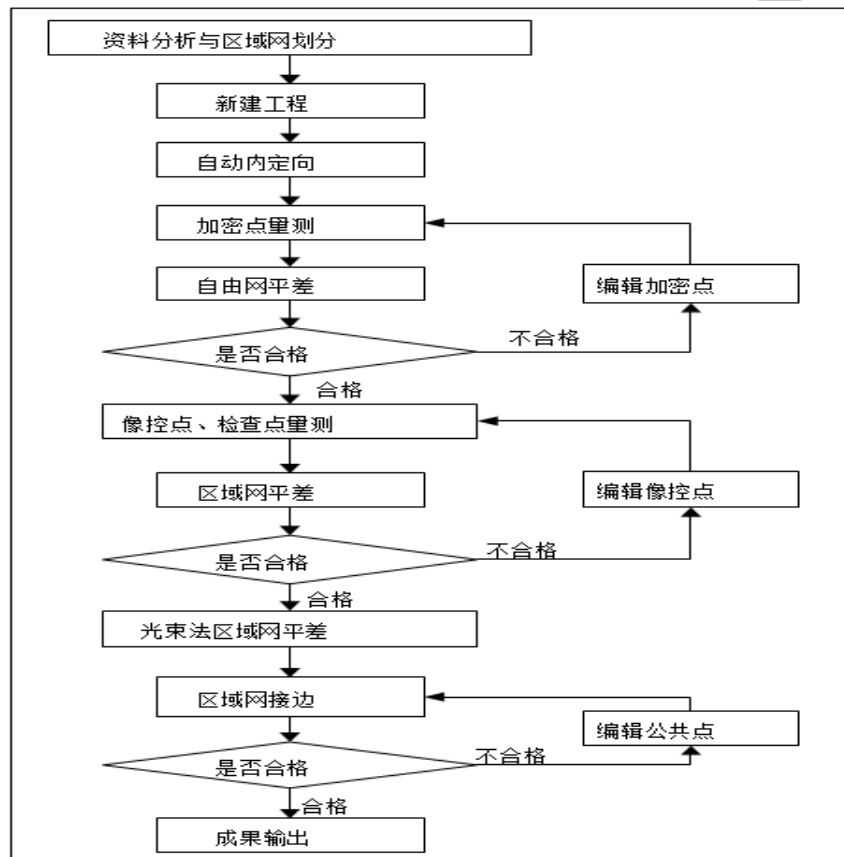 资料分析与区域网划分
新建工程
自动内定向
加密点量测
自由网平差
编辑加密点
是否合格
不合格
合格
像控点、检查点量测
区域网平差
编辑像控点
是否合格
不合格
合格
光束法区域网平差
区域网接边
编辑公共点
是否合格
不合格
合格
成果输出